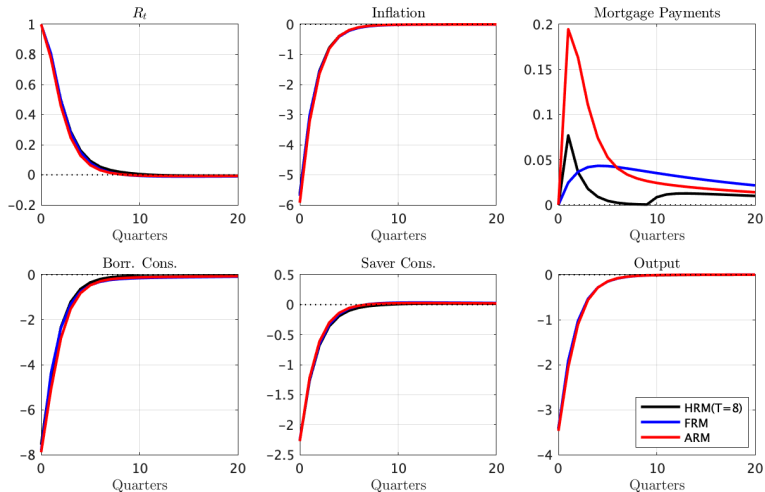 R_t
1
0.8
0.6
0.4
0.2
0
-0.2
0 10 20
Quarters
Inflation
0
-1
-2
-3
-4
-5
-6
0 10 20
Quarters
Mortgage Payments
0.2
0.15
0.1
0.05
0
0 10 20
Quarters
Borr. Cons.
0
-2
-4
-6
-8
0 10 20
Quarters
Saver Cons.
0.5
0
-0.5
-1
-1.5
-2
-2.5
0 10 20
Quarters
Output
0
-1
-2
-3
-4
0 10 20
Quarters
HRM(T=8)
FRM
ARM